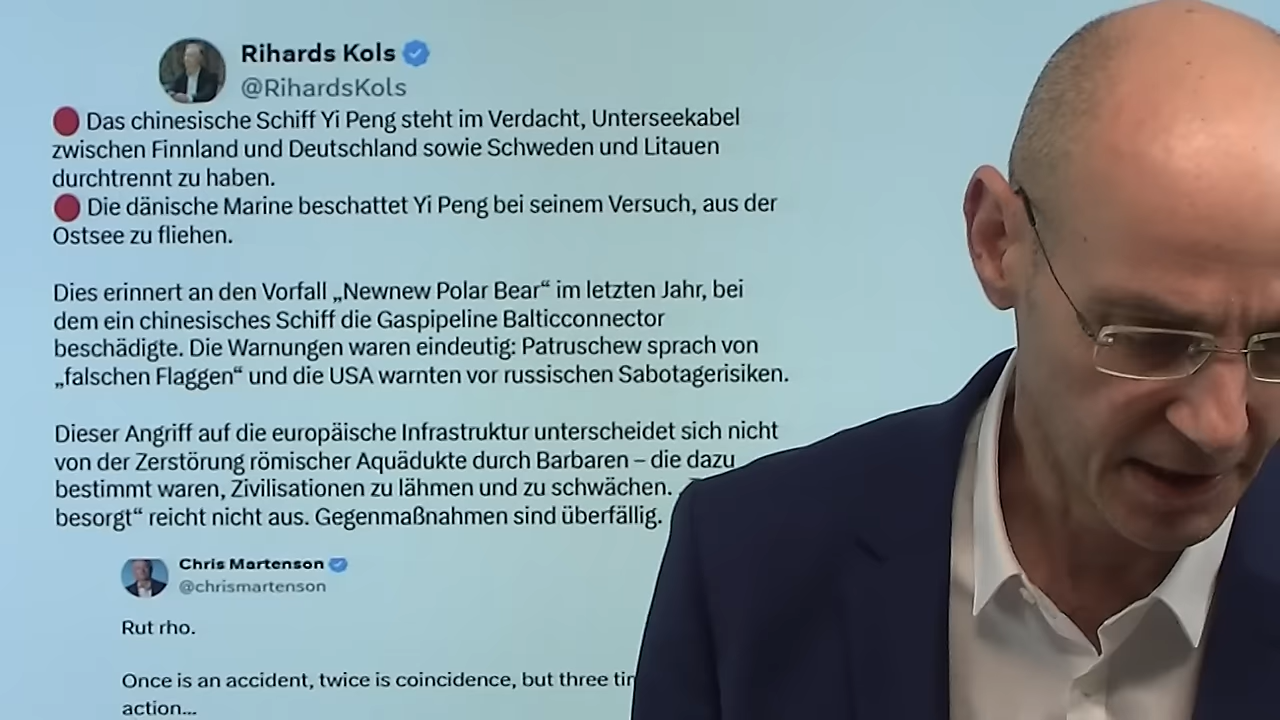 Rihards Kols
@RihardsKols
Das chinesische Schiff Yi Peng steht im Verdacht, Unterseekabel
zwischen Finnland und Deutschland sowie Schweden und Litauen
durchtrennt zu haben.
Die dänische Marine beschattet Yi Peng bei seinem Versuch, aus der
Ostsee zu fliehen.
Dies erinnert an den Vorfall „Newnew Polar Bear“ im letzten Jahr, bei
dem ein chinesisches Schiff die Gaspipeline Balticconnector
beschädigte. Die Warnungen waren eindeutig: Patruschew sprach von
„falschen Flaggen“ und die USA warnten vor russischen Sabotagerisiken.
Dieser Angriff auf die europäische Infrastruktur unterscheidet sich nicht
von der Zerstörung römischer Aquädukte durch Barbaren – die dazu
bestimmt waren, Zivilisationen zu lähmen und zu schwächen.
besorgt“ reicht nicht aus. Gegenmaßnahmen sind überfällig.
Chris Martenson
@chrismartenson
Rut rho.
Once is an accident, twice is coincidence, but three
action...